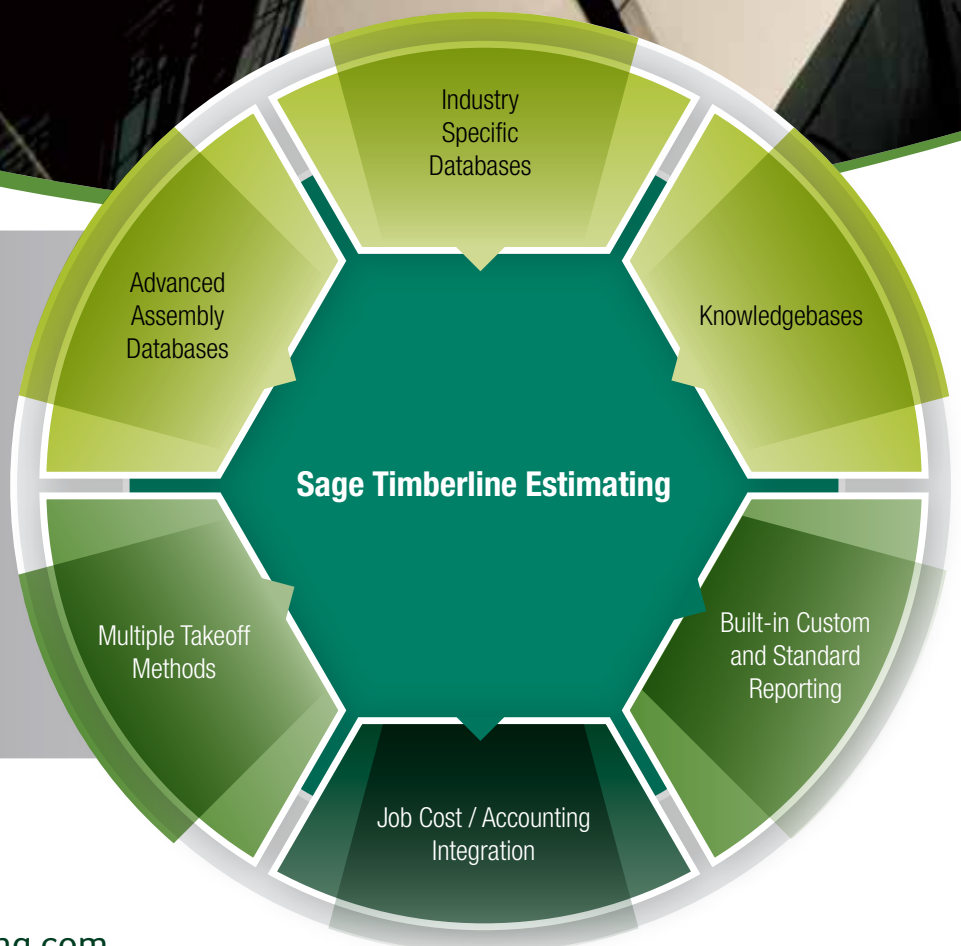 Industry
Specific
Databases
Advanced
Assembly
Databases
Knowledgebases
Sage Timberline Estimating
Multiple Takeoff
Methods
Built-in Custom
and Standard
Reporting
Job Cost / Accounting
Integration